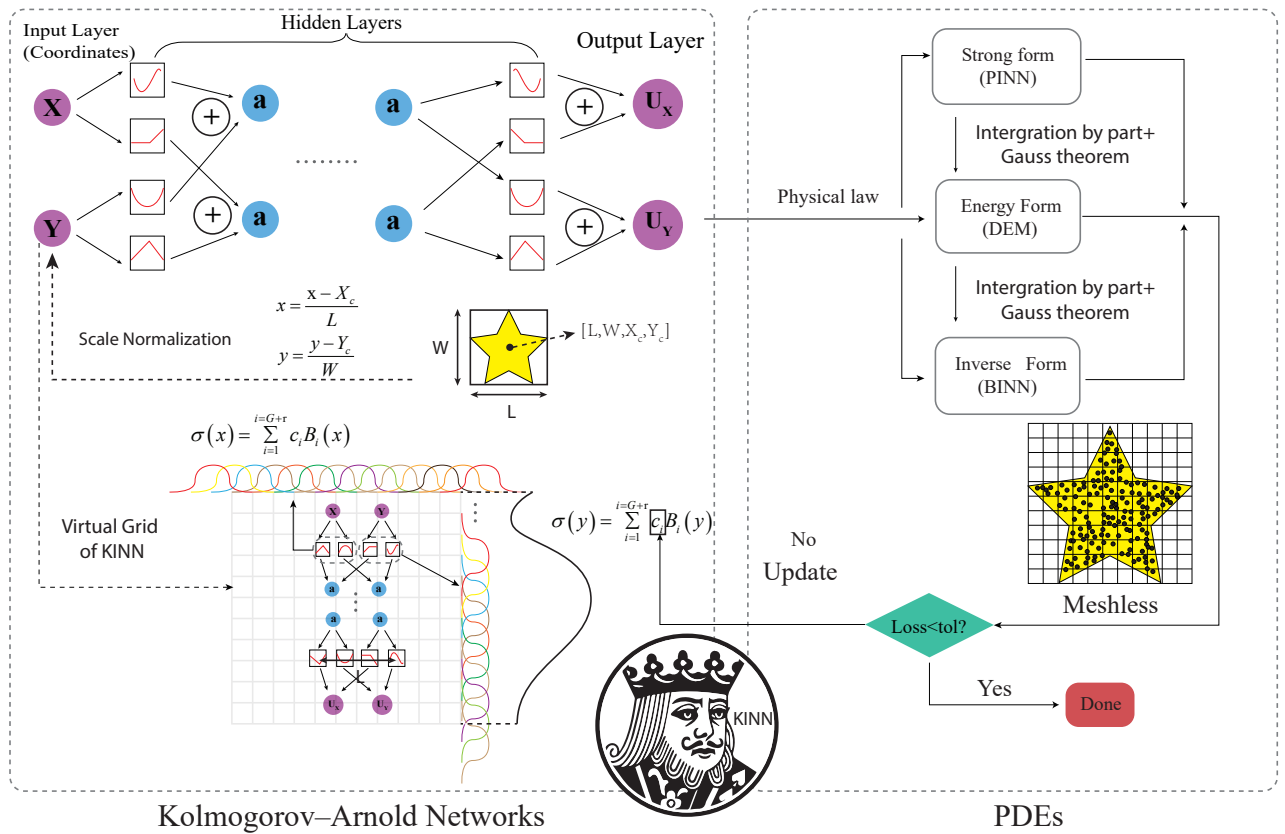 Input Layer
(Coordinates)
Hidden Layers
Output Layer
X
a
a
U_X
+
+
........
Y
a
a
U_Y
+
+
Scale Normalization
x = (x − X_c) / L
y = (y − Y_c) / W
W
L
[L,W,X_c,Y_c]
σ(x) = ∑_{i=1}^{i=G+r} c_i B_i(x)
Virtual Grid
of KINN
X
Y
a
a
a
a
L
U_X
U_X
σ(y) = ∑_{i=1}^{i=G+r} c_i B_i(y)
KINN
Kolmogorov–Arnold Networks
Physical law
Strong form
(PINN)
Intergration by part+
Gauss theorem
Energy Form
(DEM)
Intergration by part+
Gauss theorem
Inverse Form
(BINN)
Meshless
No
Update
Loss<tol?
Yes
Done
PDEs